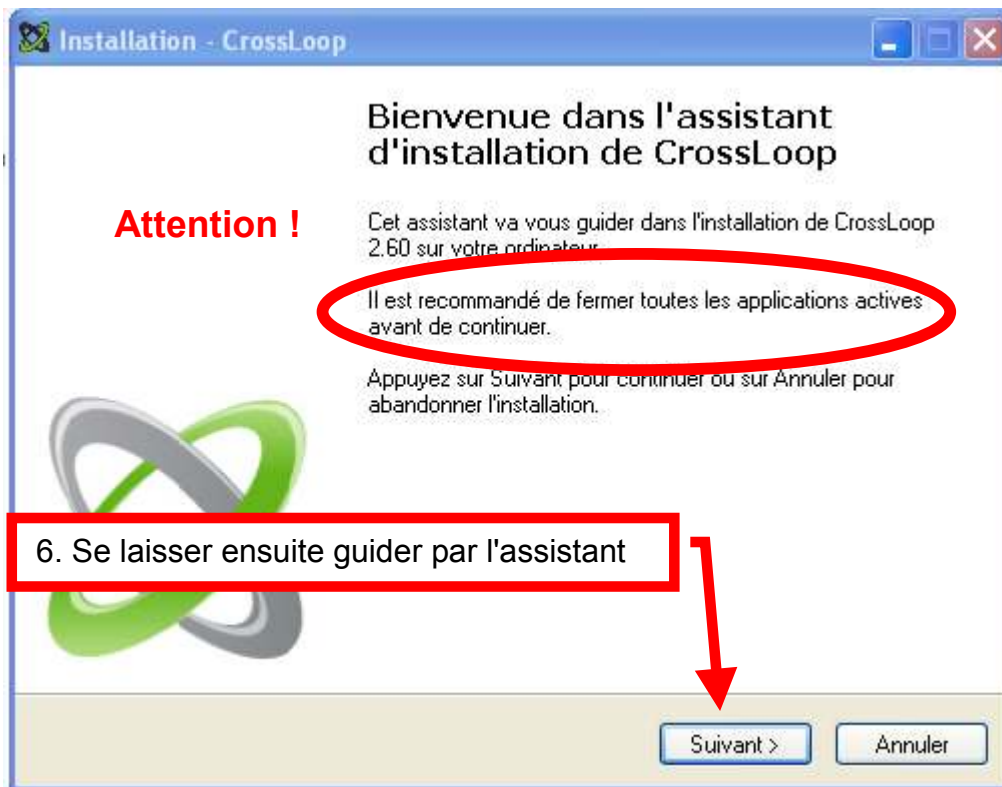 Installation - CrossLoop
Bienvenue dans l'assistant
d'installation de CrossLoop
Attention !
Cet assistant va vous guider dans l'installation de CrossLoop
2.60 sur votre ordinateur.
Il est recommandé de fermer toutes les applications actives
avant de continuer.
Appuyez sur Suivant pour continuer ou sur Annuler pour
abandonner l'installation.
6. Se laisser ensuite guider par l'assistant
Suivant >
Annuler